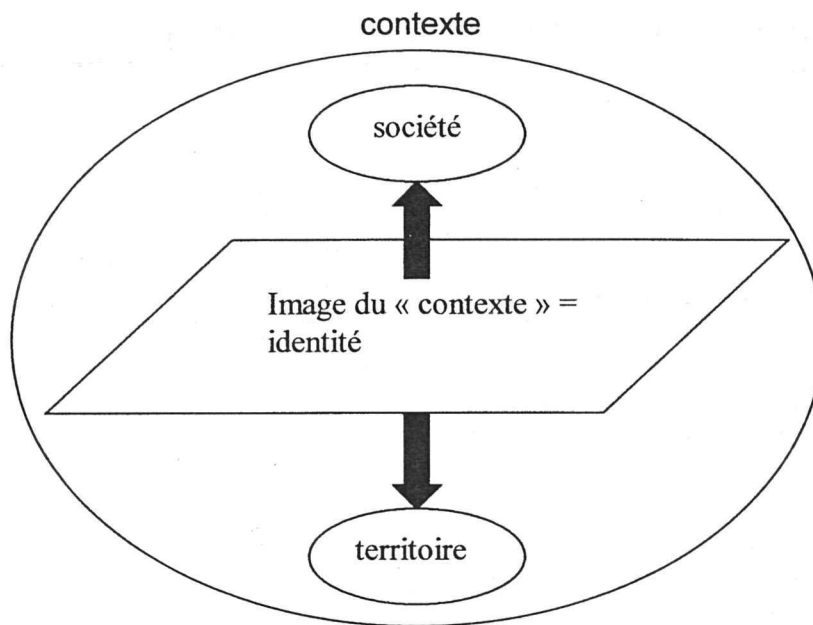 contexte
société
Image du « contexte » =
identité
territoire